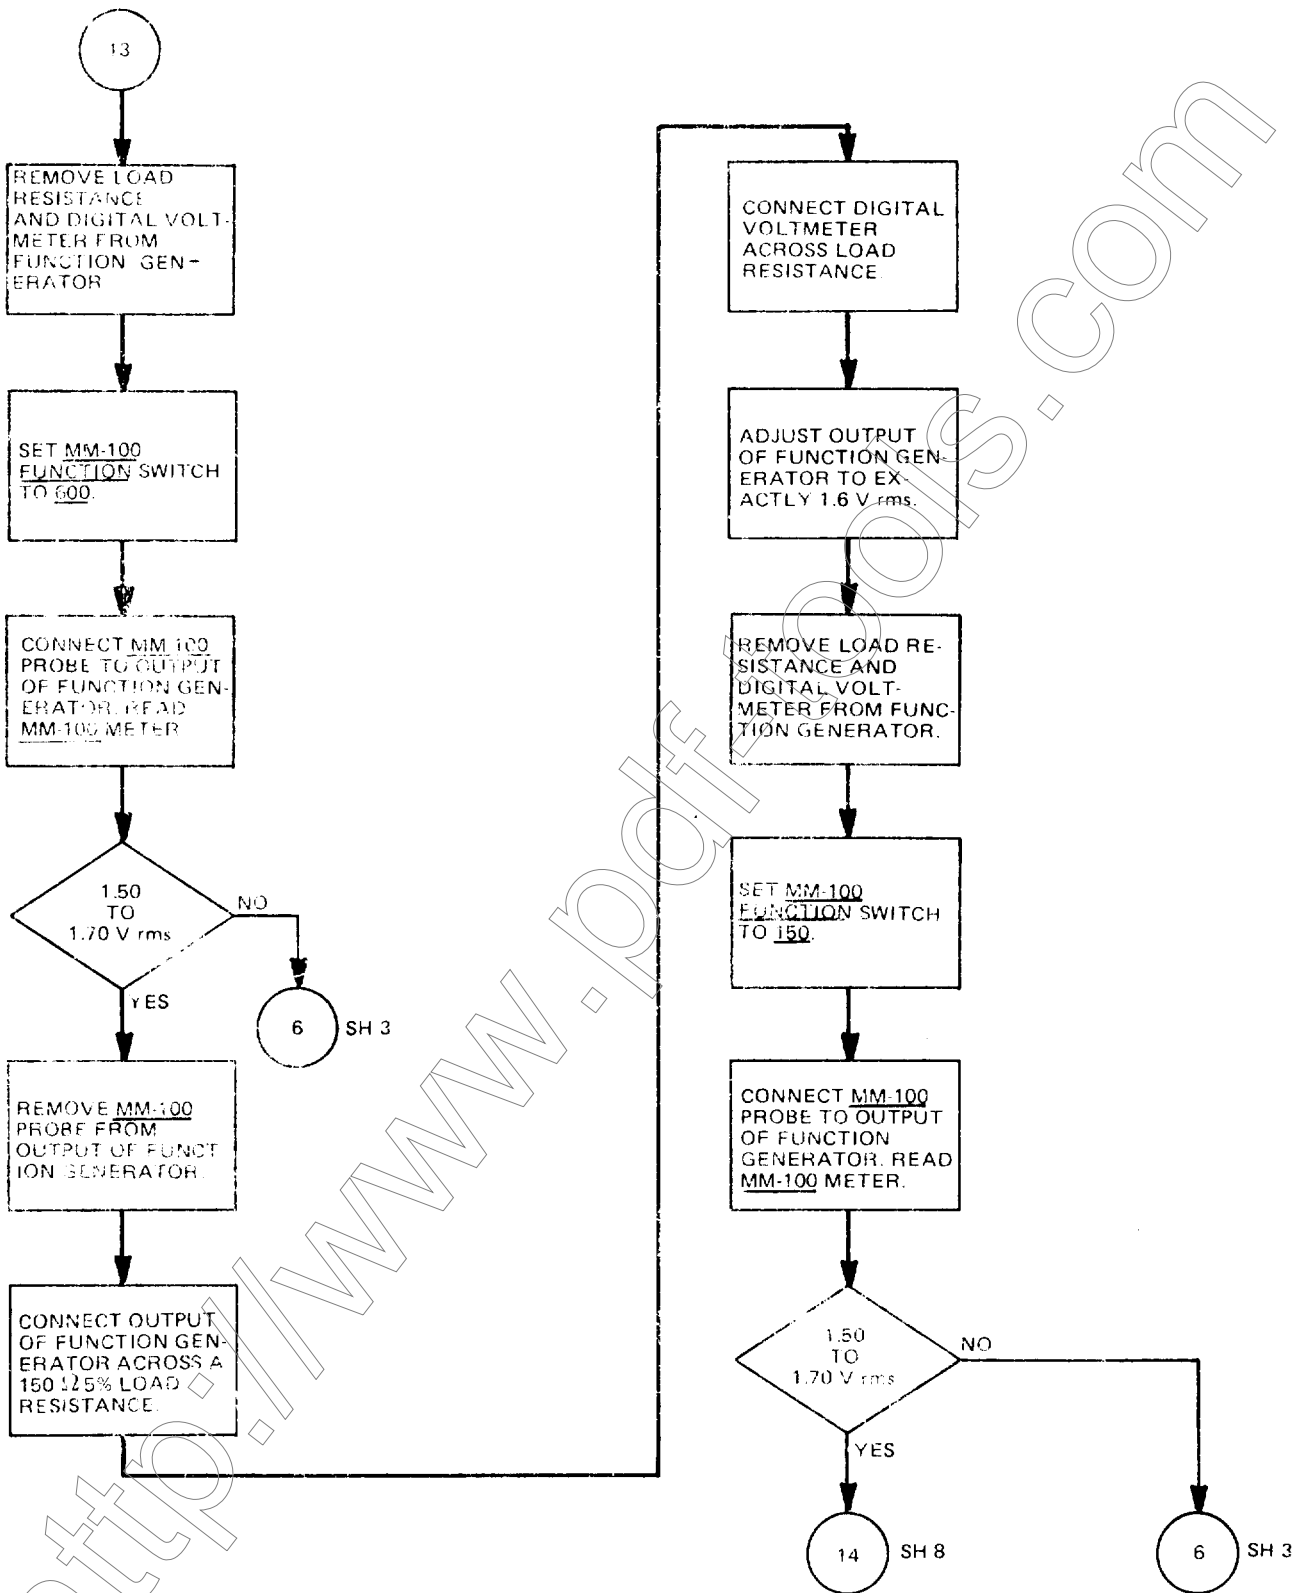 13
REMOVE LOAD
RESISTANCE
AND DIGITAL VOLT-
METER FROM
FUNCTION GEN-
ERATOR
SET MM-100
FUNCTION SWITCH
TO 600.
CONNECT MM 100
PROBE TO OUTPUT
OF FUNCTION GEN-
ERATOR. READ
MM-100 METER
1.50
TO
1.70 V rms
NO
YES
6
SH 3
REMOVE MM-100
PROBE FROM
OUTPUT OF FUNCT
ION GENERATOR.
CONNECT OUTPUT
OF FUNCTION GEN-
ERATOR ACROSS A
150 Ω 5% LOAD
RESISTANCE.
CONNECT DIGITAL
VOLTMETER
ACROSS LOAD
RESISTANCE.
ADJUST OUTPUT
OF FUNCTION GEN-
ERATOR TO EX-
ACTLY 1.6 V rms.
REMOVE LOAD RE-
SISTANCE AND
DIGITAL VOLT-
METER FROM FUNC-
TION GENERATOR.
SET MM-100
FUNCTION SWITCH
TO 150.
CONNECT MM-100
PROBE TO OUTPUT
OF FUNCTION
GENERATOR. READ
MM-100 METER.
1.50
TO
1.70 V rms
NO
YES
14
SH 8
6
SH 3
http://www.pdf-tools.com